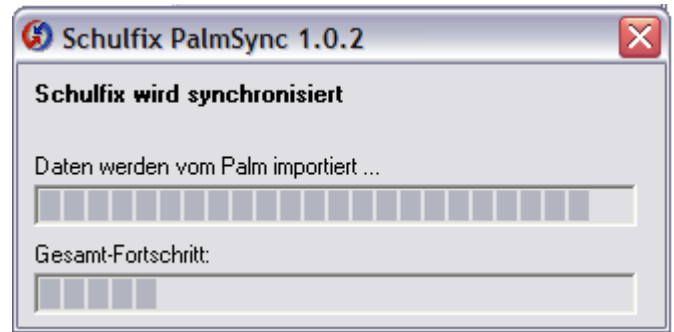 Schulfix PalmSync 1.0.2
Schulfix wird synchronisiert
Daten werden vom Palm importiert ...
Gesamt-Fortschritt: